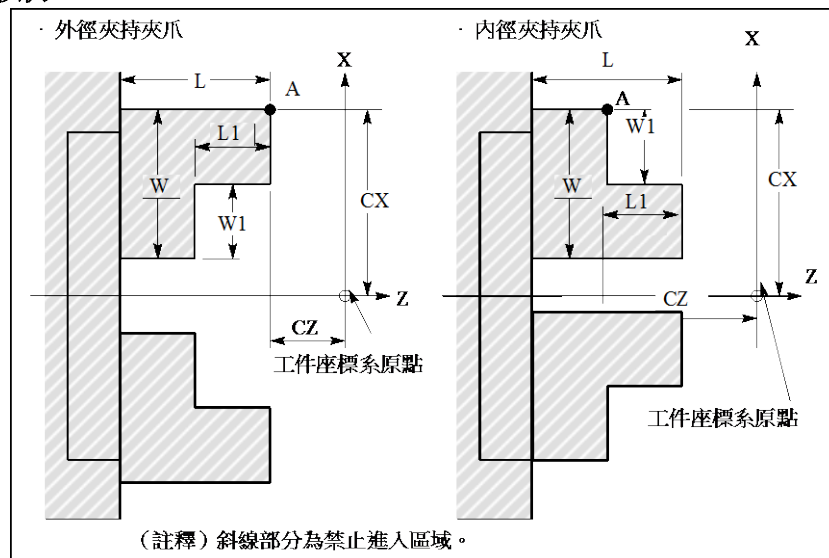 · 外徑夾持夾爪
· 內徑夾持夾爪
X
X
L
L
A
A
L1
W1
W
W
CX
CX
W1
L1
Z
Z
CZ
CZ
工件座標系原點
工件座標系原點
（註釋）斜線部分為禁止進入區域。